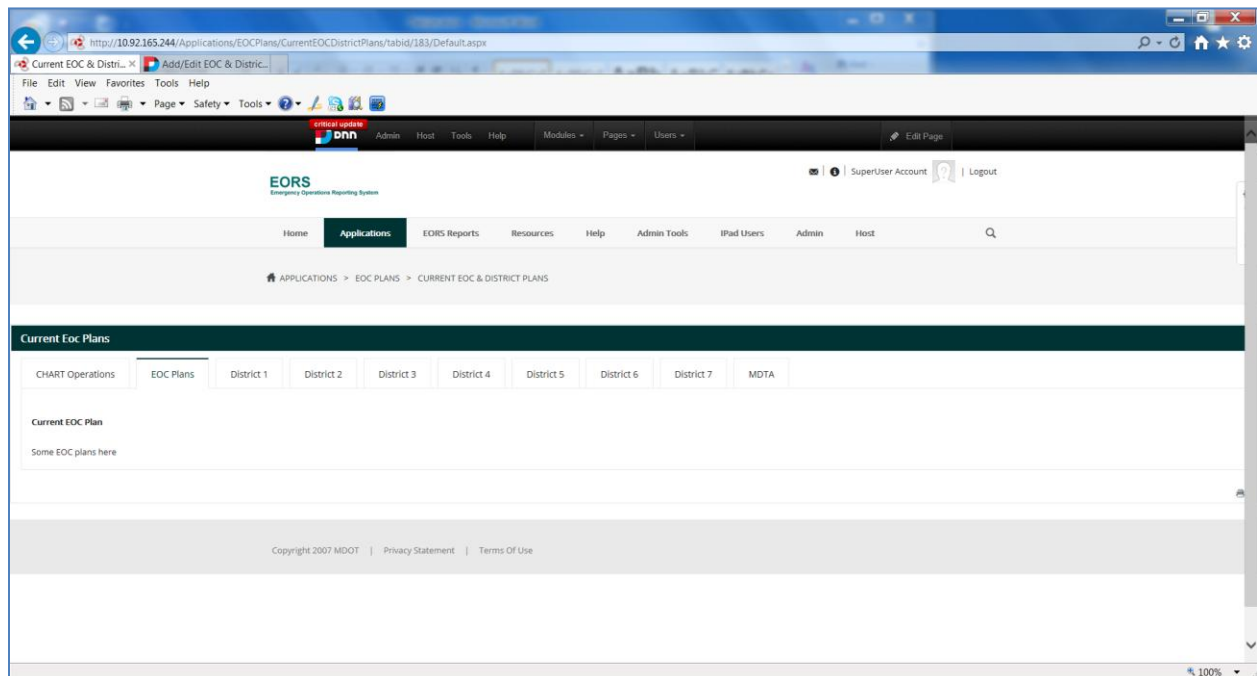 http://10.92.165.244/Applications/EOCPlans/CurrentEOCDistrictPlans/tabid/183/Default.aspx
Current EOC & Distri... Add/Edit EOC & Distric...
File Edit View Favorites Tools Help
Page Safety Tools
critical update
DNN Admin Host Tools Help Modules Pages Users Edit Page
SuperUser Account | Logout
EORS
Emergency Operations Reporting System
Home Applications EORS Reports Resources Help Admin Tools IPad Users Admin Host
APPLICATIONS > EOC PLANS > CURRENT EOC & DISTRICT PLANS
Current Eoc Plans
CHART Operations EOC Plans District 1 District 2 District 3 District 4 District 5 District 6 District 7 MDTA
Current EOC Plan
Some EOC plans here
Copyright 2007 MDOT | Privacy Statement | Terms Of Use
100%